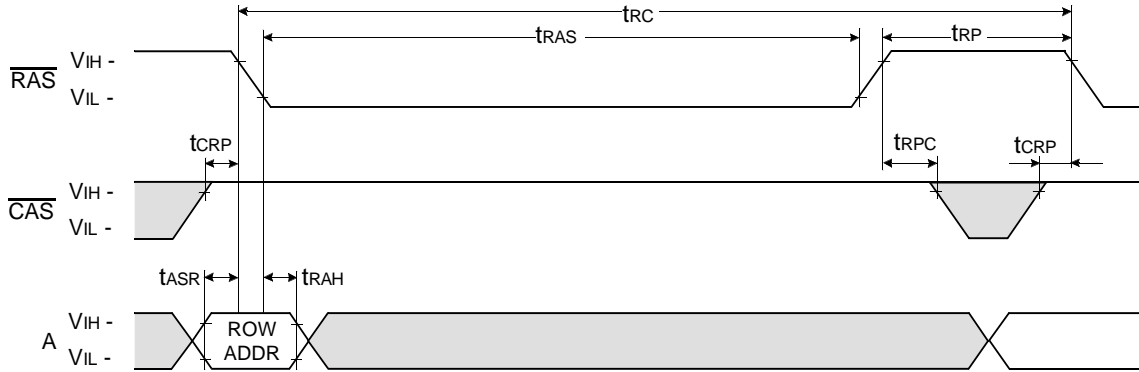 tRC
tRAS
tRP
RAS
VIH -
VIL -
tCRP
tRPC
tCRP
CAS
VIH -
VIL -
tASR
tRAH
A
VIH -
VIL -
ROW
ADDR